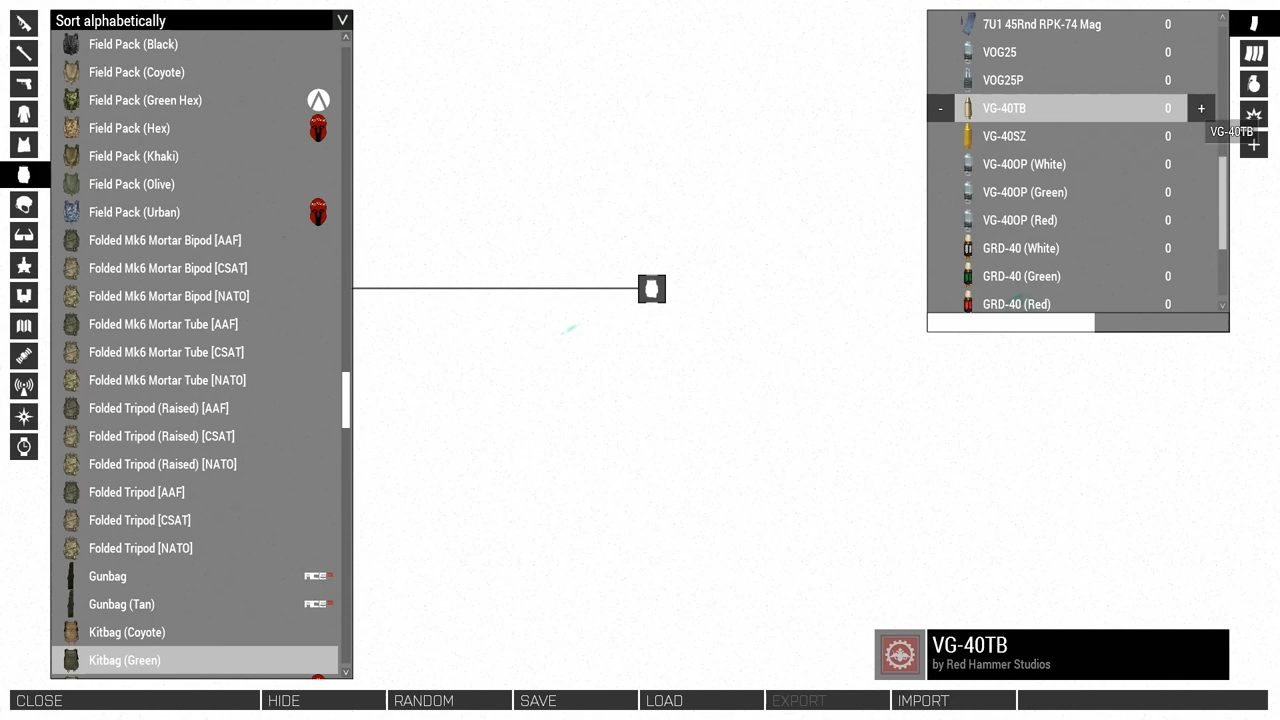 Sort alphabetically
Field Pack (Black)
Field Pack (Coyote)
Field Pack (Green Hex)
Field Pack (Hex)
Field Pack (Khaki)
Field Pack (Olive)
Field Pack (Urban)
Folded Mk6 Mortar Bipod [AAF]
Folded Mk6 Mortar Bipod [CSAT]
Folded Mk6 Mortar Bipod [NATO]
Folded Mk6 Mortar Tube [AAF]
Folded Mk6 Mortar Tube [CSAT]
Folded Mk6 Mortar Tube [NATO]
Folded Tripod (Raised) [AAF]
Folded Tripod (Raised) [CSAT]
Folded Tripod (Raised) [NATO]
Folded Tripod [AAF]
Folded Tripod [CSAT]
Folded Tripod [NATO]
Gunbag ACE
Gunbag (Tan) ACE
Kitbag (Coyote)
Kitbag (Green)
7U1 45Rnd RPK-74 Mag 0
VOG25 0
VOG25P 0
- VG-40TB 0 +
VG-40TB
VG-40SZ 0
VG-40OP (White) 0
VG-40OP (Green) 0
VG-40OP (Red) 0
GRD-40 (White) 0
GRD-40 (Green) 0
GRD-40 (Red) 0
VG-40TB
by Red Hammer Studios
CLOSE HIDE RANDOM SAVE LOAD EXPORT IMPORT